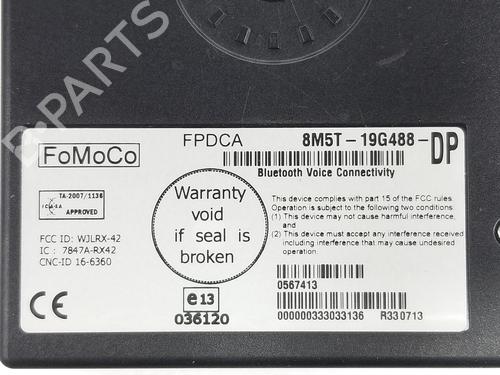 B-PARTS
FoMoCo
FPDCA
8M5T-19G488-DP
Bluetooth Voice Connectivity
TA-2007/1136
ICASA
APPROVED
Warranty
void
if seal is
broken
This device complies with part 15 of the FCC rules
Operation is subject to the following two conditions
(1) This device may not cause harmful interference,
and
(2) This device must accept any interference received
including interference that may cause undesired
operation.
FCC ID: WJLRX-42
IC : 7847A-RX42
CNC-ID 16-6360
CE
e13
036120
0567413
000000333033136 R330713